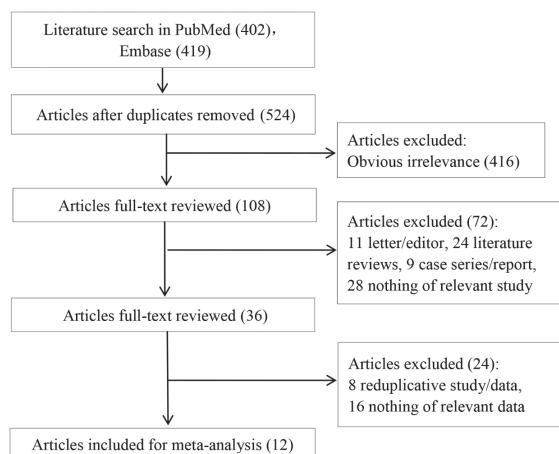 Literature search in PubMed (402)，
Embase (419)
Articles after duplicates removed (524)
Articles excluded:
Obvious irrelevance (416)
Articles full-text reviewed (108)
Articles excluded (72):
11 letter/editor, 24 literature
reviews, 9 case series/report,
28 nothing of relevant study
Articles full-text reviewed (36)
Articles excluded (24):
8 reduplicative study/data,
16 nothing of relevant data
Articles included for meta-analysis (12)